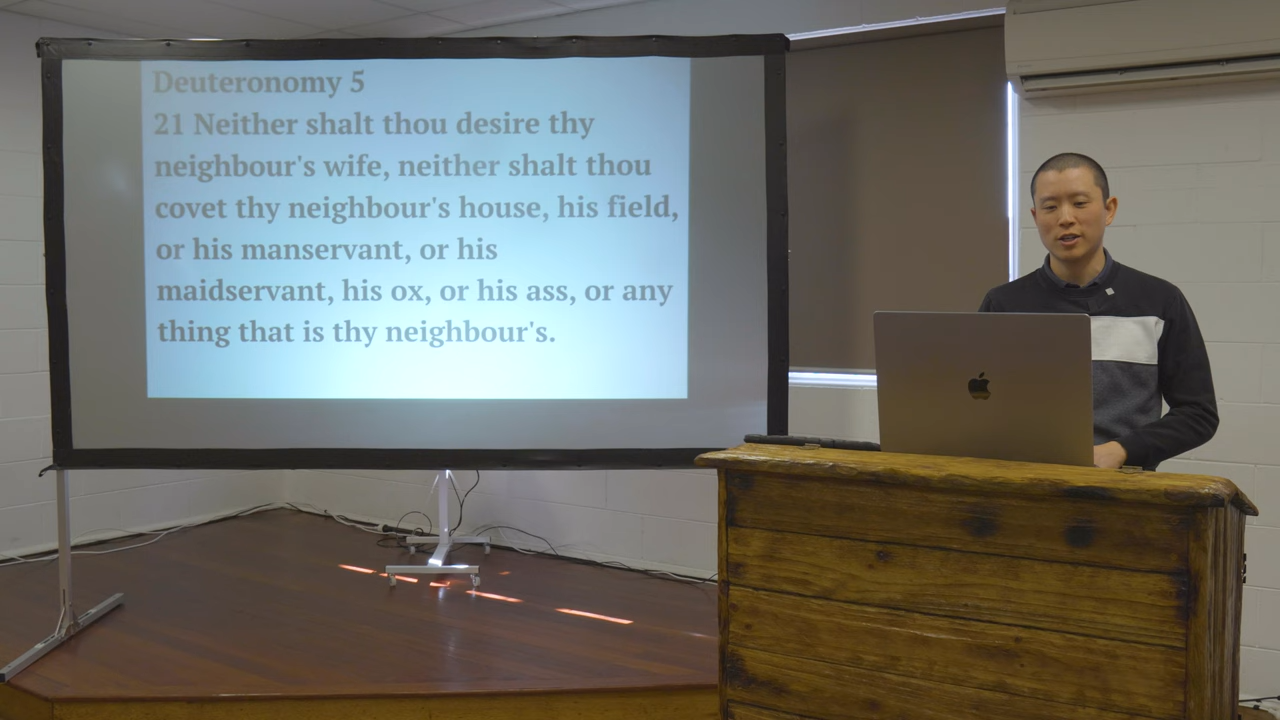 Deuteronomy 5
21 Neither shalt thou desire thy
neighbour's wife, neither shalt thou
covet thy neighbour's house, his field,
or his manservant, or his
maidservant, his ox, or his ass, or any
thing that is thy neighbour's.